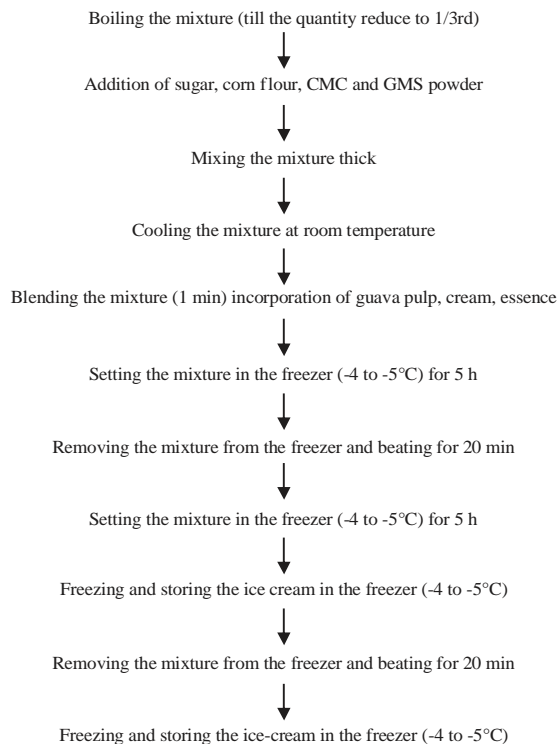 Boiling the mixture (till the quantity reduce to 1/3rd)
Addition of sugar, corn flour, CMC and GMS powder
Mixing the mixture thick
Cooling the mixture at room temperature
Blending the mixture (1 min) incorporation of guava pulp, cream, essence
Setting the mixture in the freezer (-4 to -5°C) for 5 h
Removing the mixture from the freezer and beating for 20 min
Setting the mixture in the freezer (-4 to -5°C) for 5 h
Freezing and storing the ice cream in the freezer (-4 to -5°C)
Removing the mixture from the freezer and beating for 20 min
Freezing and storing the ice-cream in the freezer (-4 to -5°C)